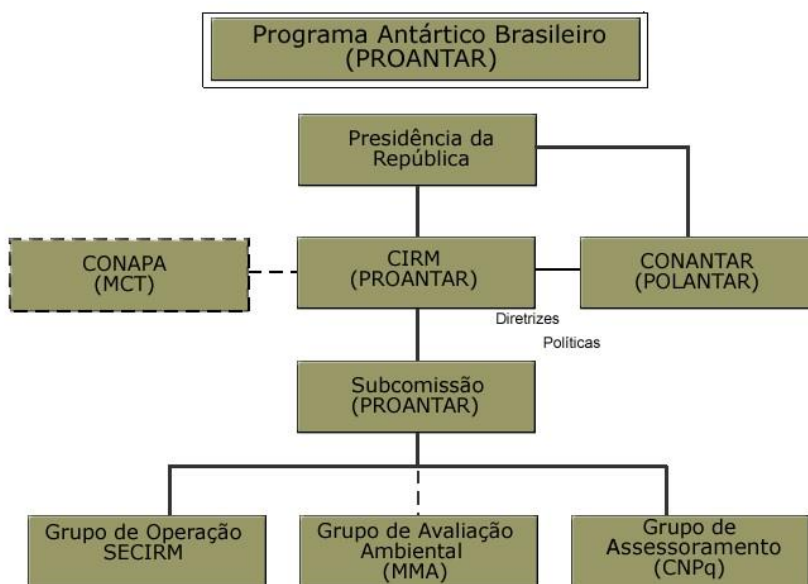 Programa Antártico Brasileiro
(PROANTAR)
Presidência da
República
CONAPA
(MCT)
CIRM
(PROANTAR)
CONANTAR
(POLANTAR)
Diretrizes
Políticas
Subcomissão
(PROANTAR)
Grupo de Operação
SECIRM
Grupo de Avaliação
Ambiental
(MMA)
Grupo de
Assessoramento
(CNPq)